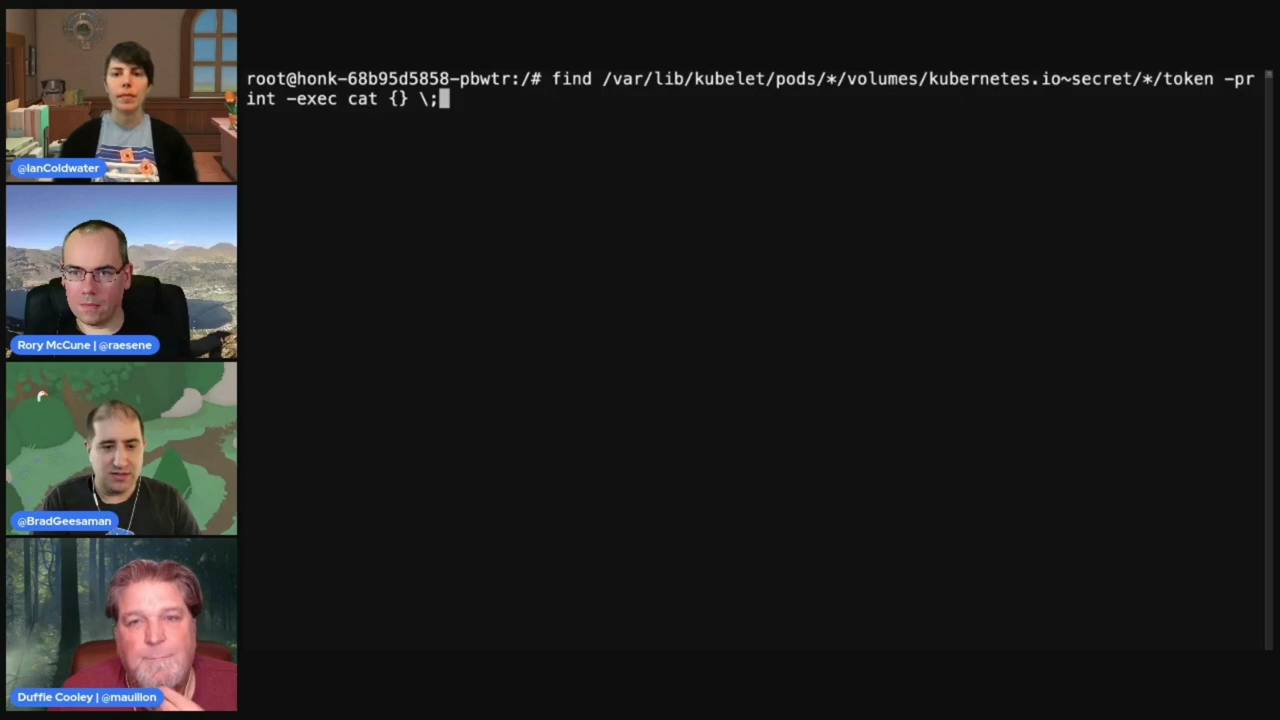 @IanColdwater
Rory McCune | @raesene
@BradGeesaman
Duffie Cooley | @mauilion
root@honk-68b95d5858-pbwtr:/# find /var/lib/kubelet/pods/*/volumes/kubernetes.io~secret/*/token -pr
int -exec cat {} \;